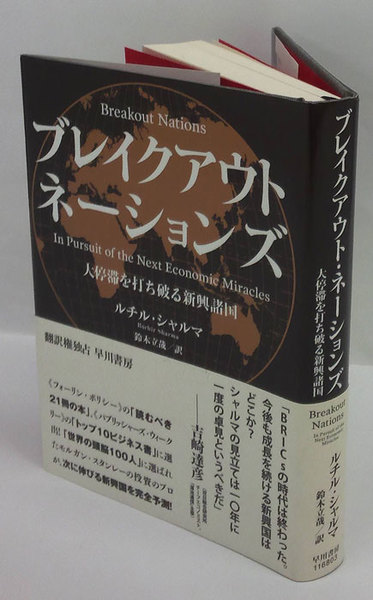 Breakout Nations
ブレイクアウト
ネーションズ
In Pursuit of the Next Economic Miracles
大停滞を打ち破る新興諸国
ルチル・シャルマ
Ruchir Sharma
鈴木立哉/訳
翻訳権独占 早川書房
「BRICsの時代は終わった。
今後も成長を続ける新興国は
どこか?
シャルマの見立ては一〇年に
一度の卓見というべきだ」
――吉崎達彦
《フォーリン・ポリシー》の「読むべき
21冊の本」、《パブリッシャーズ・ウィーク
リー》の「トップ10ビジネス書」に選
出!「世界の頭脳100人」に選ばれ
たモルガン・スタンレーの投資のプロ
が、次に伸びる新興国を完全予測!
ブレイクアウト・ネーションズ
大停滞を打ち破る新興諸国
Breakout
Nations
In Pursuit of the Next
Economic Miracles
ルチル・シャルマ
鈴木立哉 訳
早川書房
116803